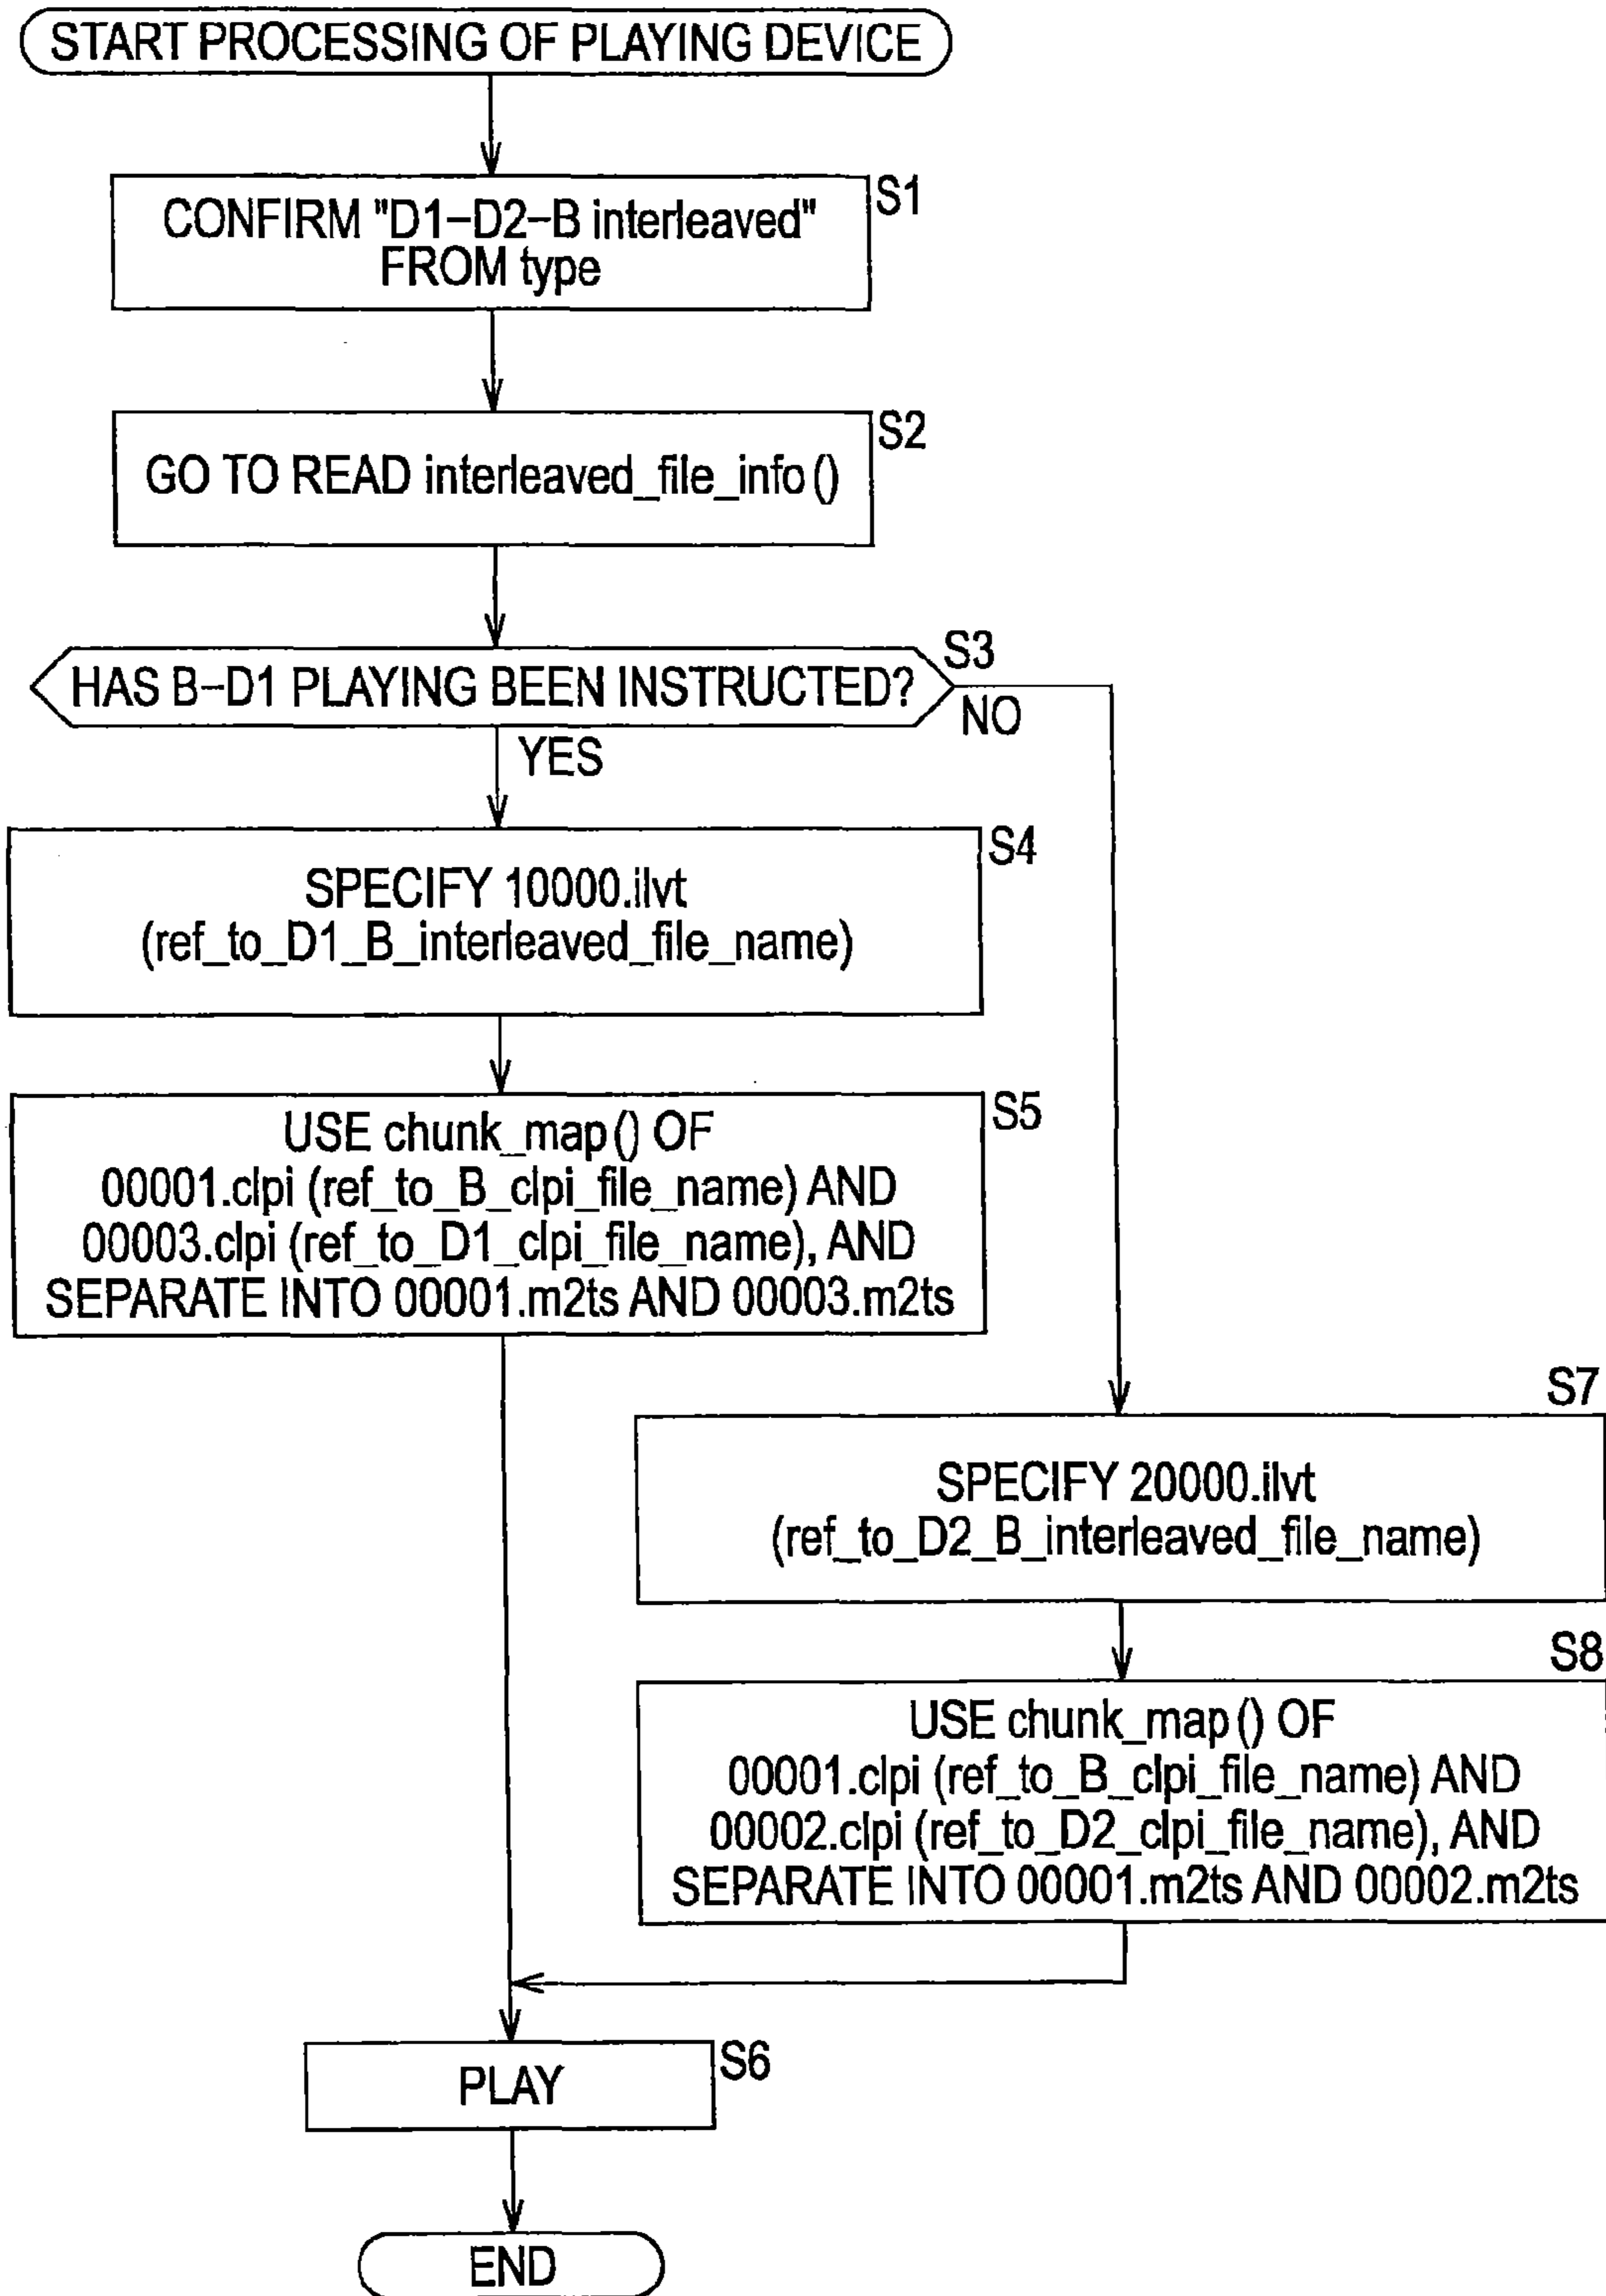 START PROCESSING OF PLAYING DEVICE
S1
CONFIRM "D1-D2-B interleaved"
FROM type
S2
GO TO READ interleaved_file_info()
S3
HAS B-D1 PLAYING BEEN INSTRUCTED?
NO
YES
S4
SPECIFY 10000.ilvt
(ref_to_D1_B_interleaved_file_name)
S5
USE chunk_map() OF
00001.clpi (ref_to_B_clpi_file_name) AND
00003.clpi (ref_to_D1_clpi_file_name), AND
SEPARATE INTO 00001.m2ts AND 00003.m2ts
S7
SPECIFY 20000.ilvt
(ref_to_D2_B_interleaved_file_name)
S8
USE chunk_map() OF
00001.clpi (ref_to_B_clpi_file_name) AND
00002.clpi (ref_to_D2_clpi_file_name), AND
SEPARATE INTO 00001.m2ts AND 00002.m2ts
S6
PLAY
END